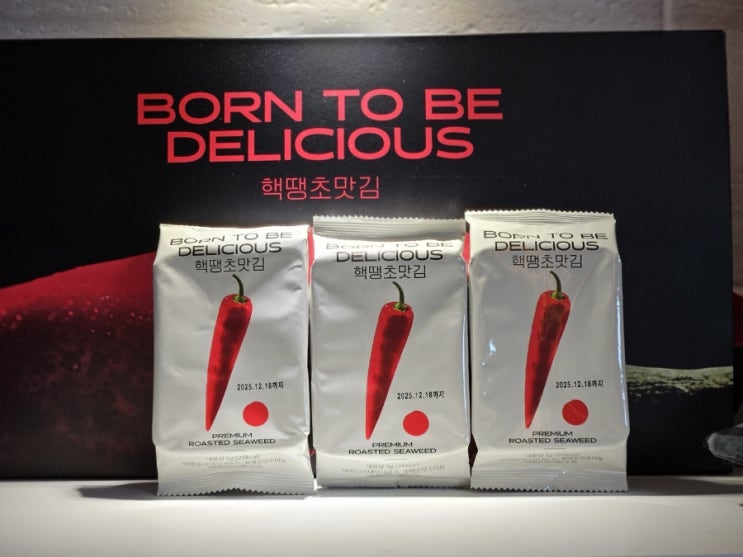 BORN TO BE
DELICIOUS
핵땡초맛김
BORN TO BE
DELICIOUS
핵땡초맛김
2025.12.18까지
PREMIUM
ROASTED SEAWEED
BORN TO BE
DELICIOUS
핵땡초맛김
2025.12.18까지
PREMIUM
ROASTED SEAWEED
BORN TO BE
DELICIOUS
핵땡초맛김
2025.12.18까지
PREMIUM
ROASTED SEAWEED